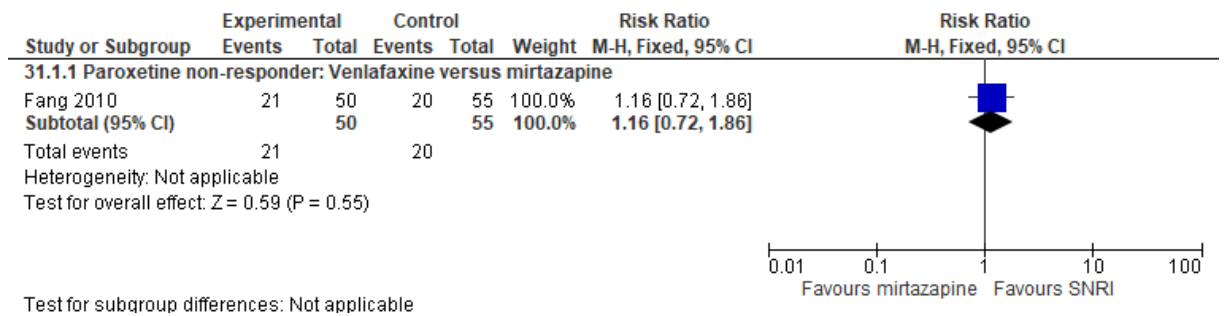 Experimental Control Risk Ratio Risk Ratio
Study or Subgroup Events Total Events Total Weight M-H, Fixed, 95% CI M-H, Fixed, 95% CI
31.1.1 Paroxetine non-responder: Venlafaxine versus mirtazapine
Fang 2010 21 50 20 55 100.0% 1.16 [0.72, 1.86]
Subtotal (95% CI) 50 55 100.0% 1.16 [0.72, 1.86]
Total events 21 20
Heterogeneity: Not applicable
Test for overall effect: Z = 0.59 (P = 0.55)
0.01 0.1 1 10 100
Favours mirtazapine Favours SNRI
Test for subgroup differences: Not applicable